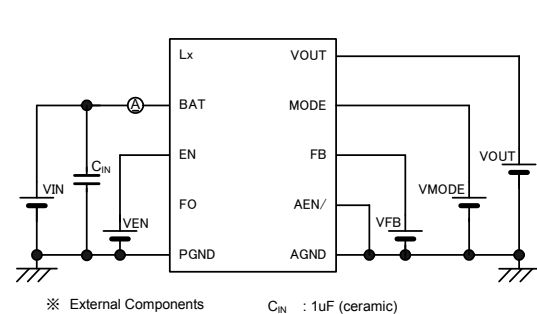 Lx VOUT
BAT MODE
A
EN FB
CIN
VOUT
VIN
VMODE
FO AEN/
VEN
VFB
PGND AGND
※ External Components CIN : 1uF (ceramic)